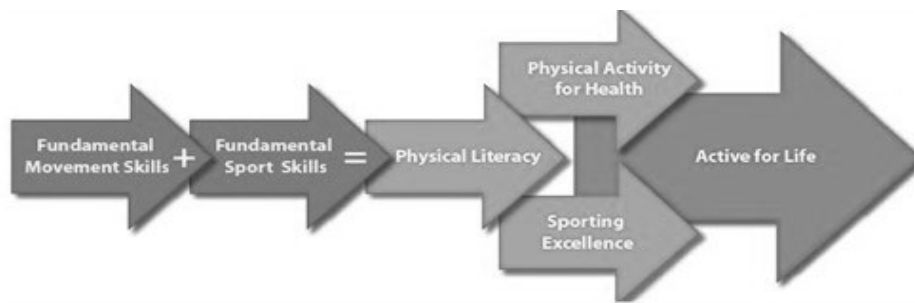 Fundamental
Movement Skills
+
Fundamental
Sport Skills
=
Physical Literacy
Physical Activity
for Health
Sporting
Excellence
Active for Life